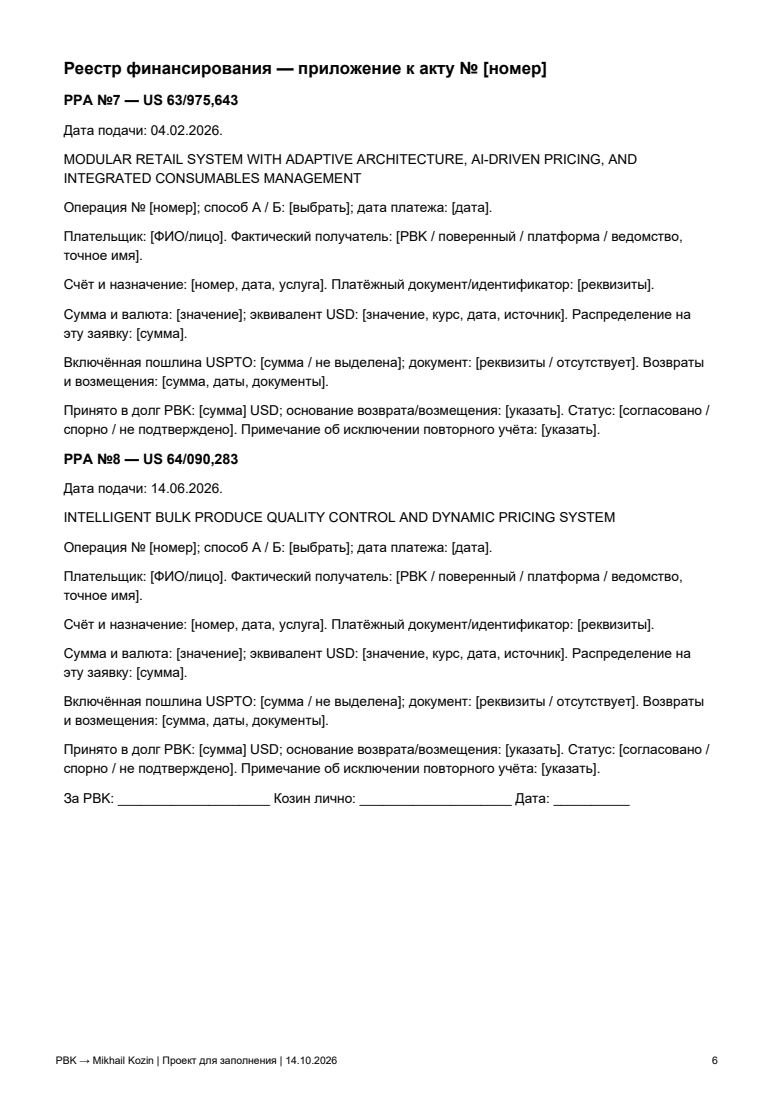 Реестр финансирования — приложение к акту № [номер]
PPA №7 — US 63/975,643
Дата подачи: 04.02.2026.
MODULAR RETAIL SYSTEM WITH ADAPTIVE ARCHITECTURE, AI-DRIVEN PRICING, AND
INTEGRATED CONSUMABLES MANAGEMENT
Операция № [номер]; способ А / Б: [выбрать]; дата платежа: [дата].
Плательщик: [ФИО/лицо]. Фактический получатель: [PBK / поверенный / платформа / ведомство,
точное имя].
Счёт и назначение: [номер, дата, услуга]. Платёжный документ/идентификатор: [реквизиты].
Сумма и валюта: [значение]; эквивалент USD: [значение, курс, дата, источник]. Распределение на
эту заявку: [сумма].
Включённая пошлина USPTO: [сумма / не выделена]; документ: [реквизиты / отсутствует]. Возвраты
и возмещения: [сумма, даты, документы].
Принято в долг PBK: [сумма] USD; основание возврата/возмещения: [указать]. Статус: [согласовано /
спорно / не подтверждено]. Примечание об исключении повторного учёта: [указать].
PPA №8 — US 64/090,283
Дата подачи: 14.06.2026.
INTELLIGENT BULK PRODUCE QUALITY CONTROL AND DYNAMIC PRICING SYSTEM
Операция № [номер]; способ А / Б: [выбрать]; дата платежа: [дата].
Плательщик: [ФИО/лицо]. Фактический получатель: [PBK / поверенный / платформа / ведомство,
точное имя].
Счёт и назначение: [номер, дата, услуга]. Платёжный документ/идентификатор: [реквизиты].
Сумма и валюта: [значение]; эквивалент USD: [значение, курс, дата, источник]. Распределение на
эту заявку: [сумма].
Включённая пошлина USPTO: [сумма / не выделена]; документ: [реквизиты / отсутствует]. Возвраты
и возмещения: [сумма, даты, документы].
Принято в долг PBK: [сумма] USD; основание возврата/возмещения: [указать]. Статус: [согласовано /
спорно / не подтверждено]. Примечание об исключении повторного учёта: [указать].
За PBK: ____________________ Козин лично: ____________________ Дата: __________
PBK → Mikhail Kozin | Проект для заполнения | 14.10.2026 6